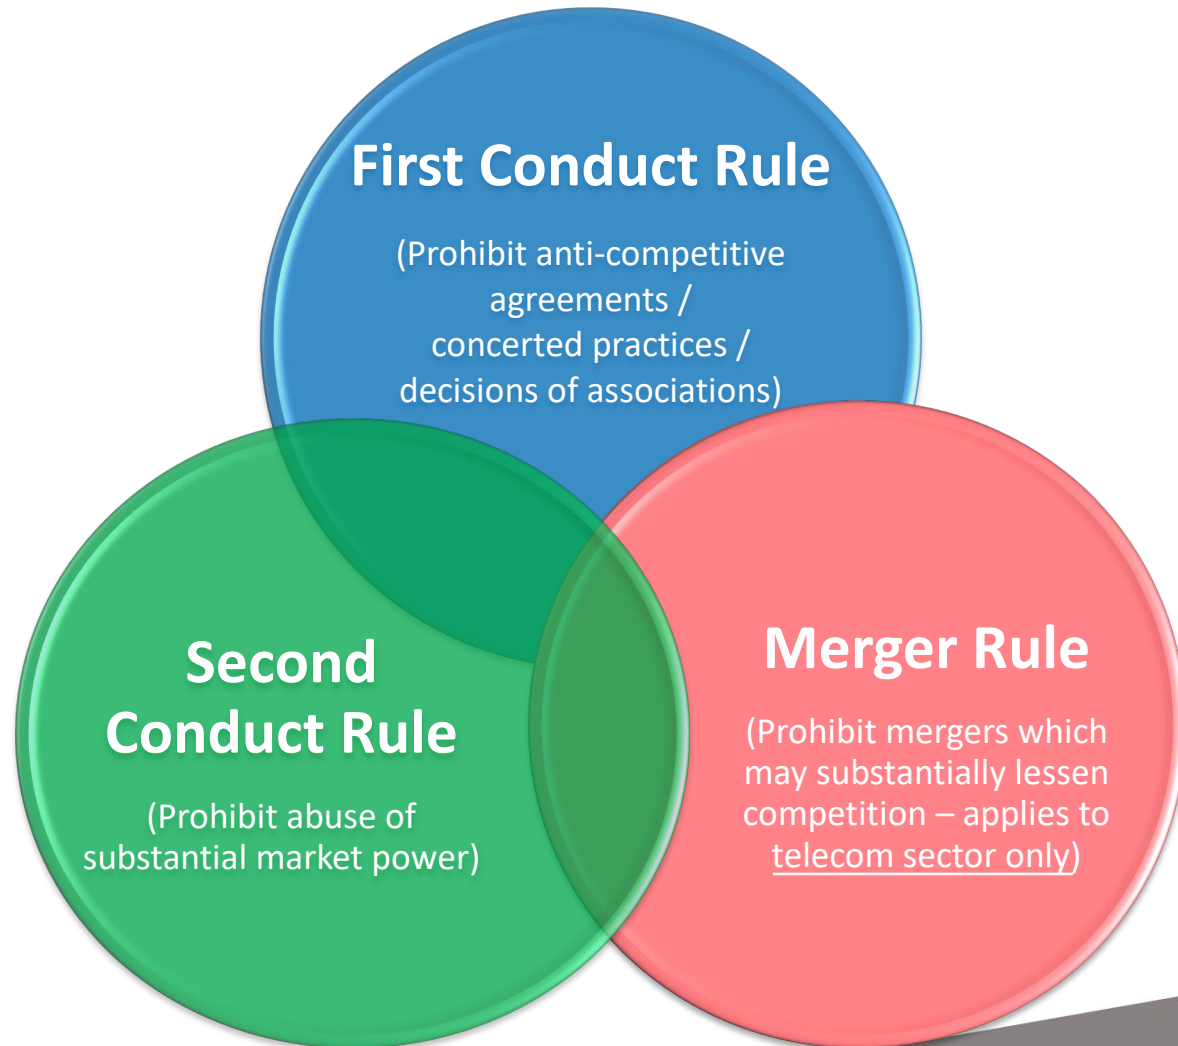 First Conduct Rule
(Prohibit anti-competitive
agreements /
concerted practices /
decisions of associations)
Second
Conduct Rule
(Prohibit abuse of
substantial market power)
Merger Rule
(Prohibit mergers which
may substantially lessen
competition – applies to
telecom sector only)